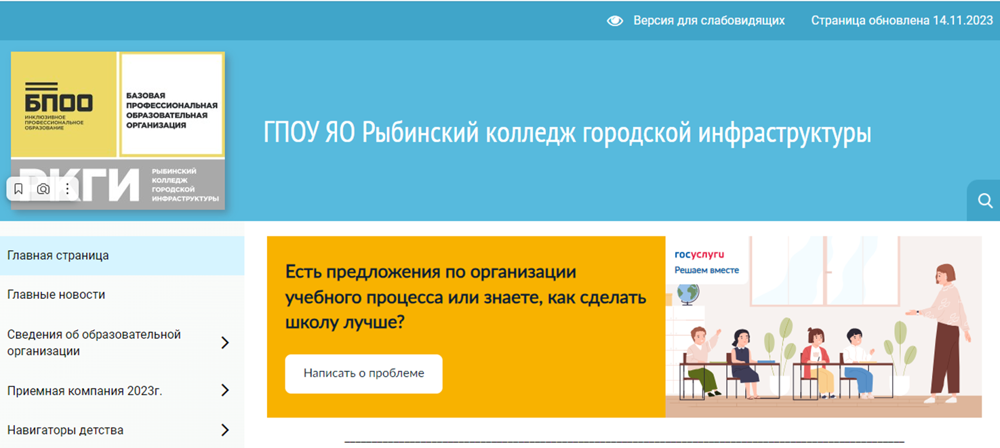 Версия для слабовидящих
Страница обновлена 14.11.2023
БПОО
ИНКЛЮЗИВНОЕ
ПРОФЕССИОНАЛЬНОЕ
ОБРАЗОВАНИЕ
БАЗОВАЯ
ПРОФЕССИОНАЛЬНАЯ
ОБРАЗОВАТЕЛЬНАЯ
ОРГАНИЗАЦИЯ
РКГИ
РЫБИНСКИЙ
КОЛЛЕДЖ
ГОРОДСКОЙ
ИНФРАСТРУКТУРЫ
ГПОУ ЯО Рыбинский колледж городской инфраструктуры
Главная страница
Главные новости
Сведения об образовательной
организации
Приемная компания 2023г.
Навигаторы детства
Есть предложения по организации
учебного процесса или знаете, как сделать
школу лучше?
Написать о проблеме
госуслуги
Решаем вместе